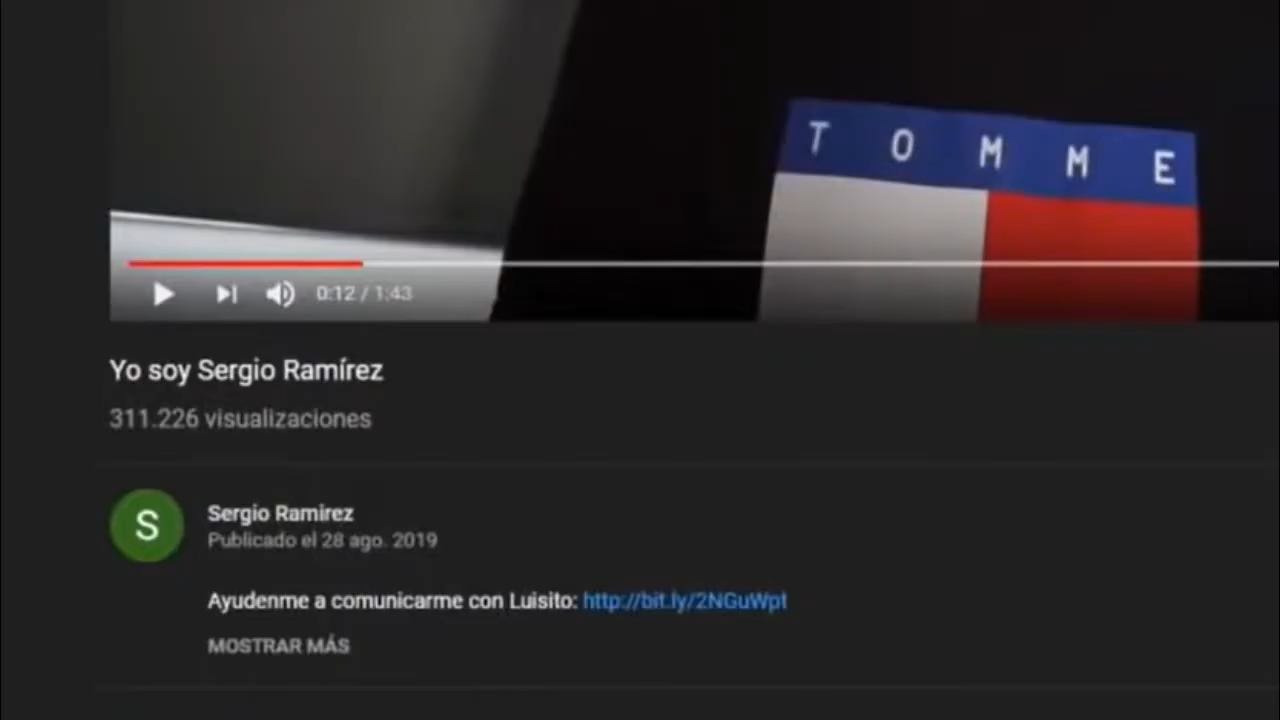 T O M M E
0:12 / 1:43
Yo soy Sergio Ramírez
311.226 visualizaciones
S
Sergio Ramirez
Publicado el 28 ago. 2019
Ayudenme a comunicarme con Luisito: http://bit.ly/2NGuWpt
MOSTRAR MÁS